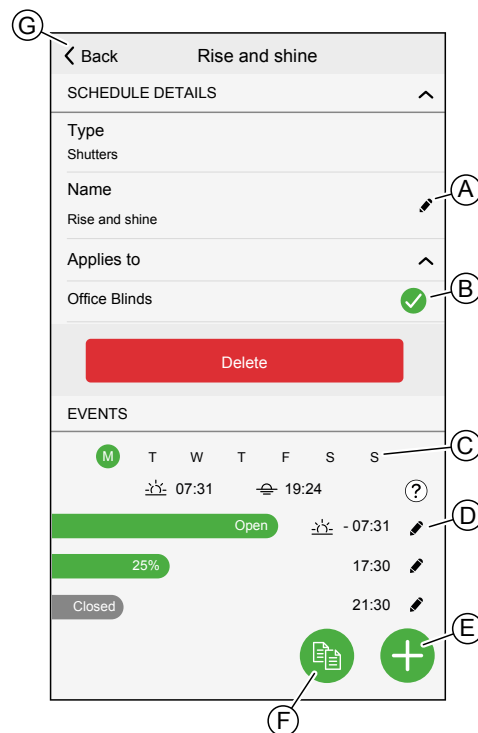 G
Back Rise and shine
SCHEDULE DETAILS
Type
Shutters
Name
A
Rise and shine
Applies to
Office Blinds
B
Delete
EVENTS
M T W T F S S
C
07:31 19:24 ?
Open - 07:31
D
25% 17:30
Closed 21:30
E
F